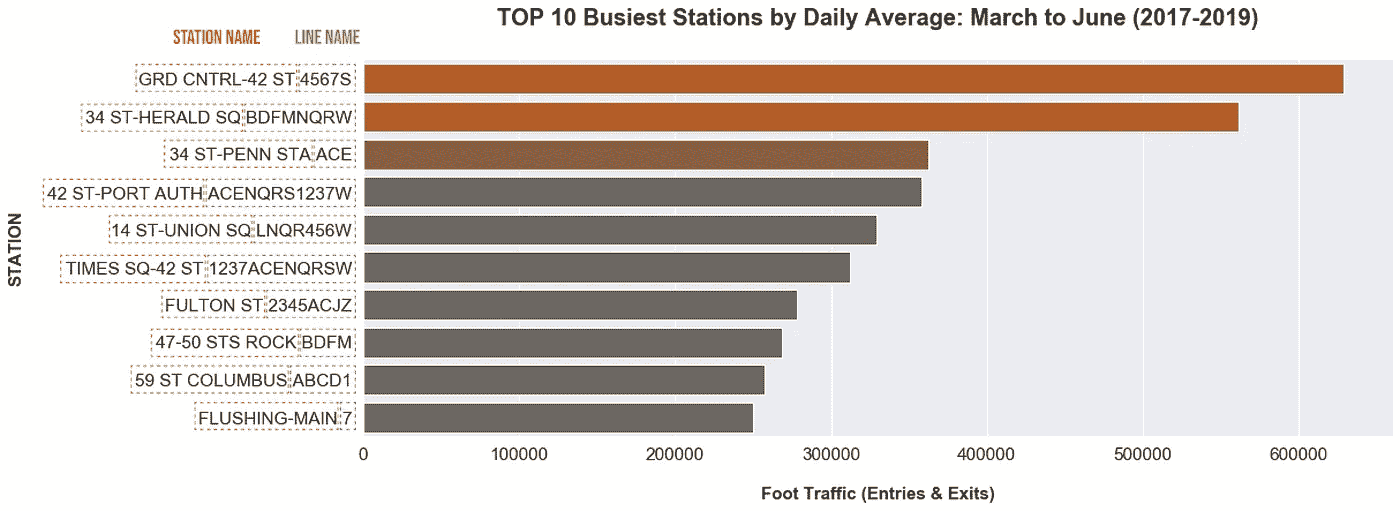 TOP 10 Busiest Stations by Daily Average: March to June (2017-2019)
STATION NAME LINE NAME
GRD CNTRL-42 ST 4567S
34 ST-HERALD SQ BDFMNQRW
34 ST-PENN STA ACE
42 ST-PORT AUTH ACENQRS1237W
14 ST-UNION SQ LNQR456W
TIMES SQ-42 ST 1237ACENQRSW
FULTON ST 2345ACJZ
47-50 STS ROCK BDFM
59 ST COLUMBUS ABCD1
FLUSHING-MAIN 7
STATION
0 100000 200000 300000 400000 500000 600000
Foot Traffic (Entries & Exits)